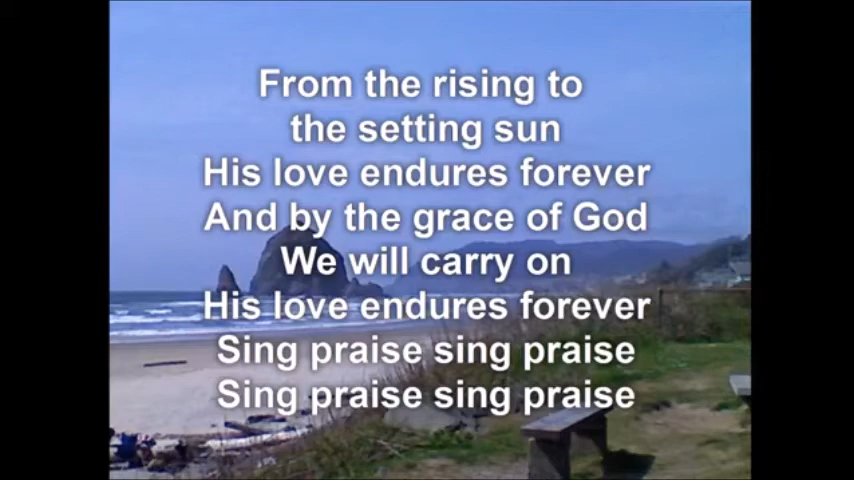 From the rising to
the setting sun
His love endures forever
And by the grace of God
We will carry on
His love endures forever
Sing praise sing praise
Sing praise sing praise